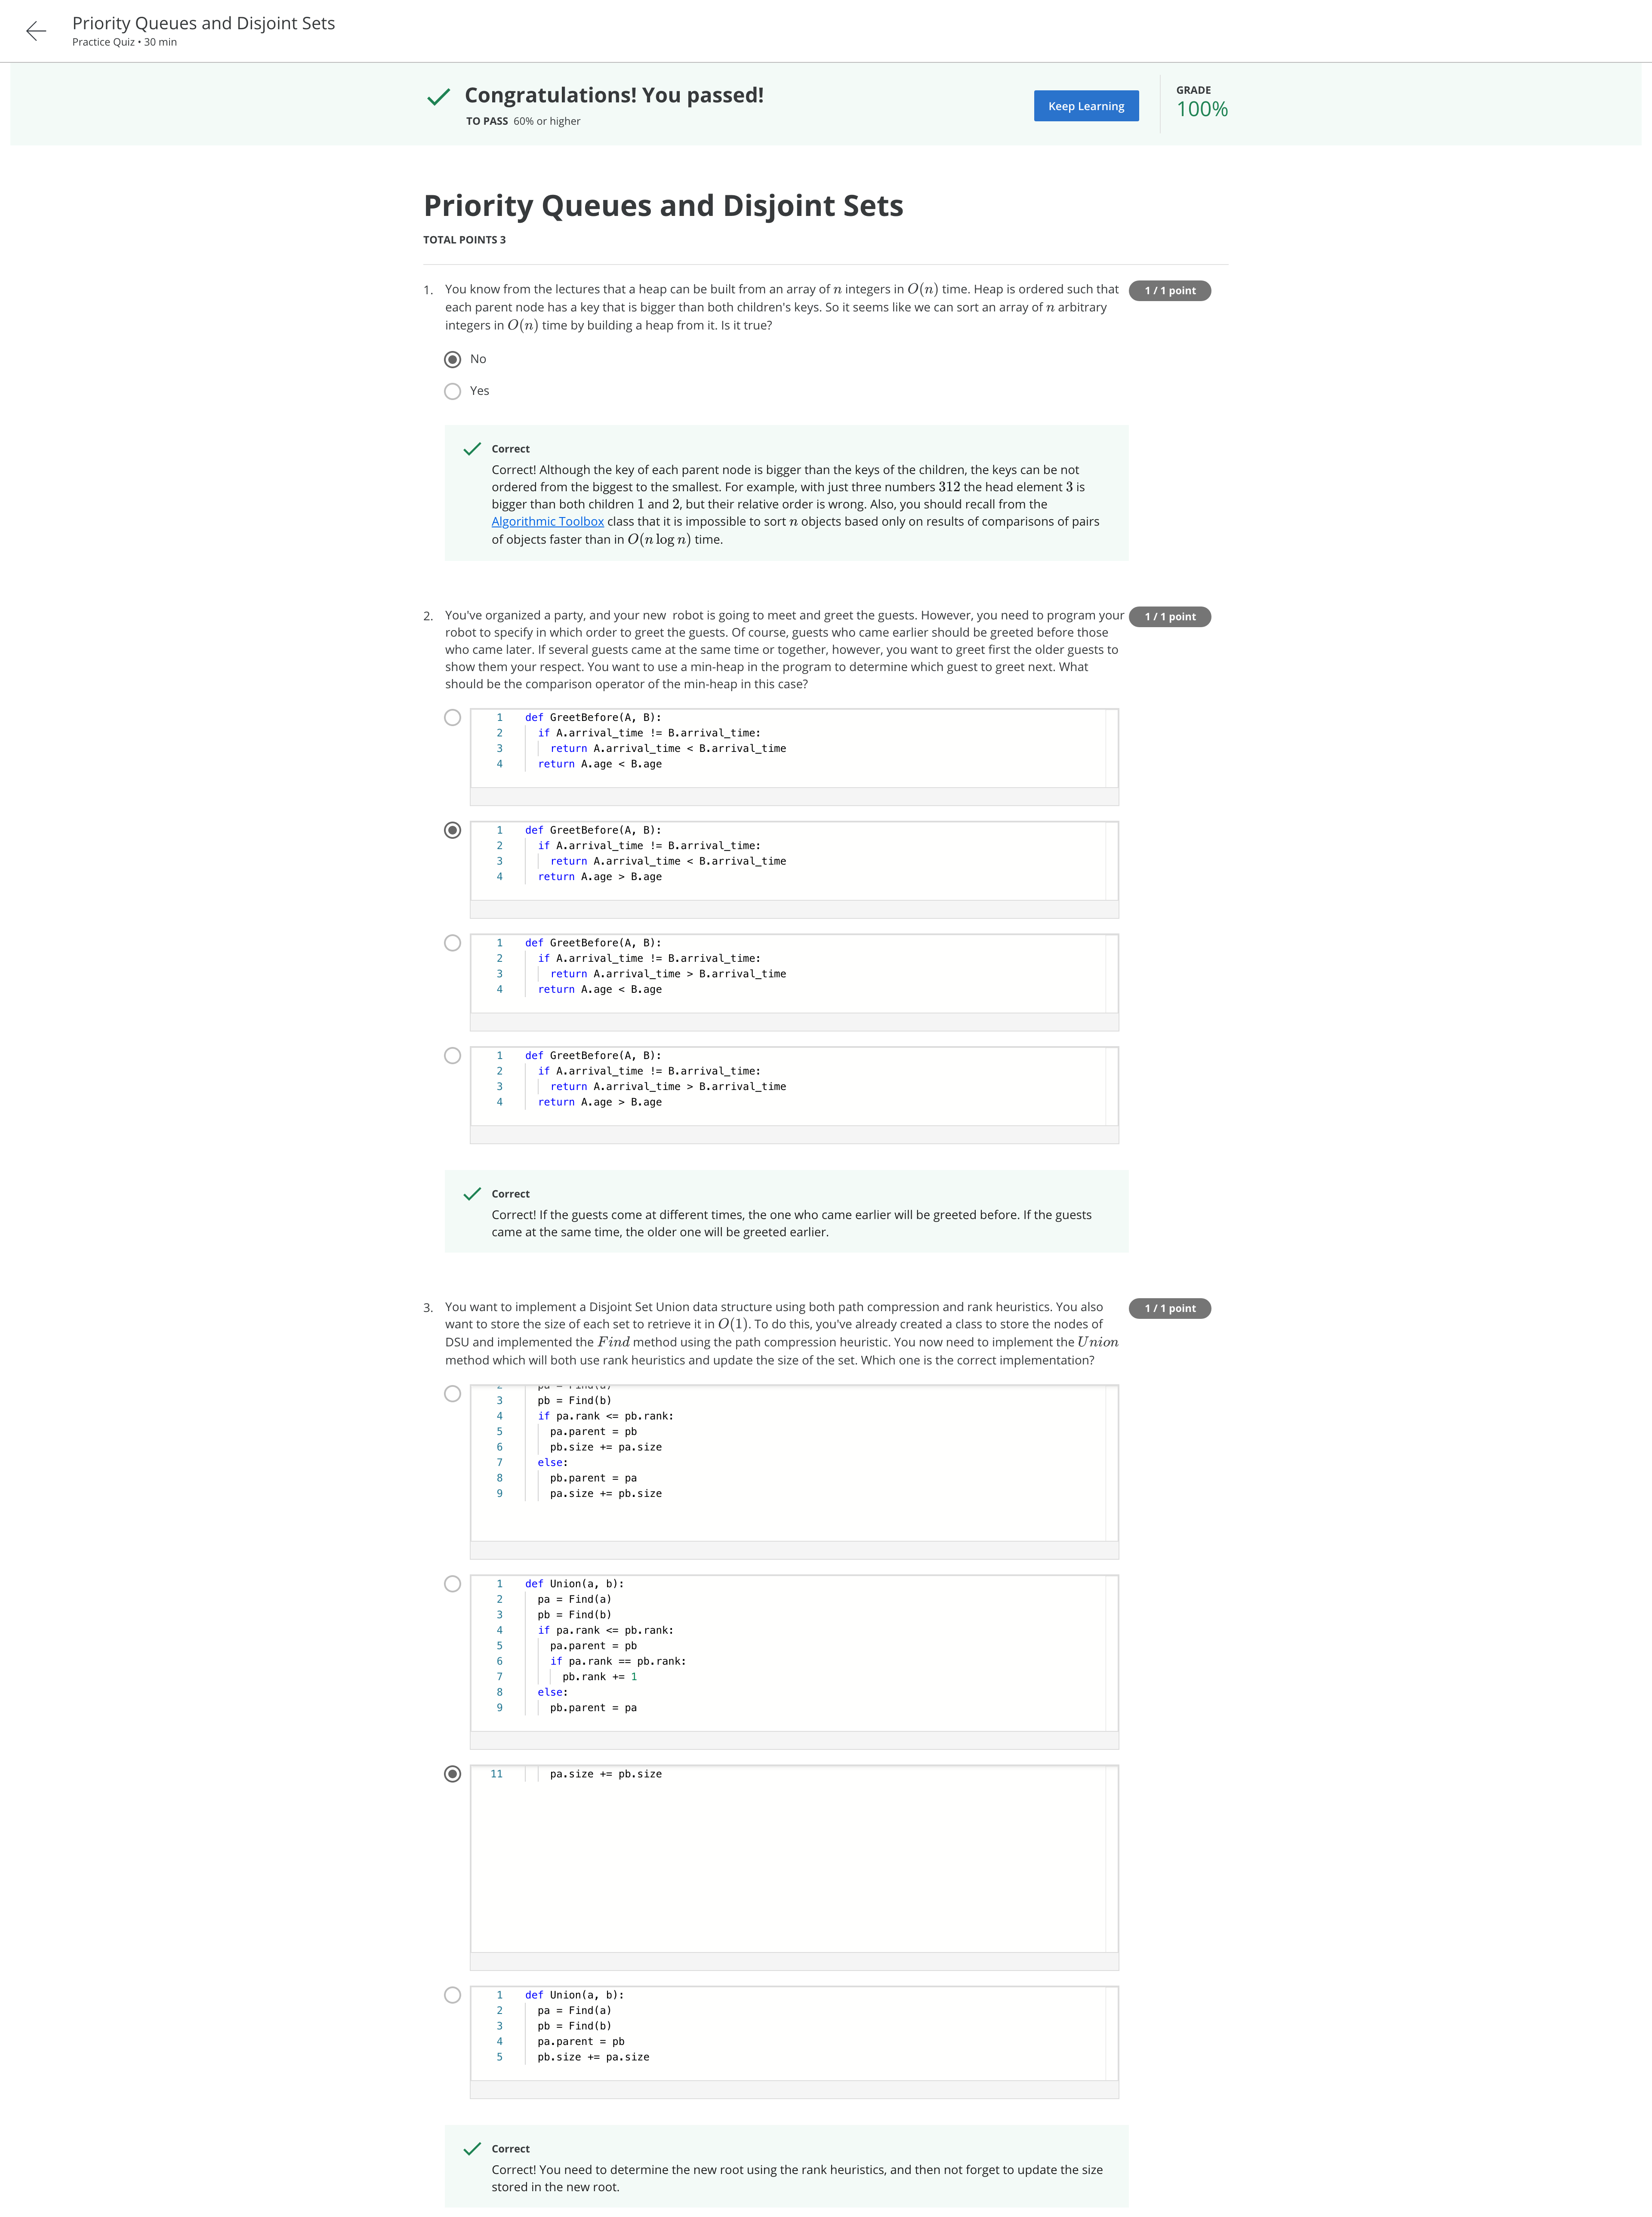 Priority Queues and Disjoint Sets
Practice Quiz • 30 min
Congratulations! You passed!
TO PASS 60% or higher
Keep Learning
GRADE
100%
Priority Queues and Disjoint Sets
TOTAL POINTS 3
1. You know from the lectures that a heap can be built from an array of n integers in O(n) time. Heap is ordered such that
each parent node has a key that is bigger than both children's keys. So it seems like we can sort an array of n arbitrary
integers in O(n) time by building a heap from it. Is it true?
1 / 1 point
No
Yes
Correct
Correct! Although the key of each parent node is bigger than the keys of the children, the keys can be not
ordered from the biggest to the smallest. For example, with just three numbers 312 the head element 3 is
bigger than both children 1 and 2, but their relative order is wrong. Also, you should recall from the
Algorithmic Toolbox class that it is impossible to sort n objects based only on results of comparisons of pairs
of objects faster than in O(n log n) time.
2. You've organized a party, and your new  robot is going to meet and greet the guests. However, you need to program your
robot to specify in which order to greet the guests. Of course, guests who came earlier should be greeted before those
who came later. If several guests came at the same time or together, however, you want to greet first the older guests to
show them your respect. You want to use a min-heap in the program to determine which guest to greet next. What
should be the comparison operator of the min-heap in this case?
1 / 1 point
1 def GreetBefore(A, B):
2 if A.arrival_time != B.arrival_time:
3 return A.arrival_time < B.arrival_time
4 return A.age < B.age
1 def GreetBefore(A, B):
2 if A.arrival_time != B.arrival_time:
3 return A.arrival_time < B.arrival_time
4 return A.age > B.age
1 def GreetBefore(A, B):
2 if A.arrival_time != B.arrival_time:
3 return A.arrival_time > B.arrival_time
4 return A.age < B.age
1 def GreetBefore(A, B):
2 if A.arrival_time != B.arrival_time:
3 return A.arrival_time > B.arrival_time
4 return A.age > B.age
Correct
Correct! If the guests come at different times, the one who came earlier will be greeted before. If the guests
came at the same time, the older one will be greeted earlier.
3. You want to implement a Disjoint Set Union data structure using both path compression and rank heuristics. You also
want to store the size of each set to retrieve it in O(1). To do this, you've already created a class to store the nodes of
DSU and implemented the Find method using the path compression heuristic. You now need to implement the Union
method which will both use rank heuristics and update the size of the set. Which one is the correct implementation?
1 / 1 point
2 pa = Find(a)
3 pb = Find(b)
4 if pa.rank <= pb.rank:
5 pa.parent = pb
6 pb.size += pa.size
7 else:
8 pb.parent = pa
9 pa.size += pb.size
1 def Union(a, b):
2 pa = Find(a)
3 pb = Find(b)
4 if pa.rank <= pb.rank:
5 pa.parent = pb
6 if pa.rank == pb.rank:
7 pb.rank += 1
8 else:
9 pb.parent = pa
11 pa.size += pb.size
1 def Union(a, b):
2 pa = Find(a)
3 pb = Find(b)
4 pa.parent = pb
5 pb.size += pa.size
Correct
Correct! You need to determine the new root using the rank heuristics, and then not forget to update the size
stored in the new root.